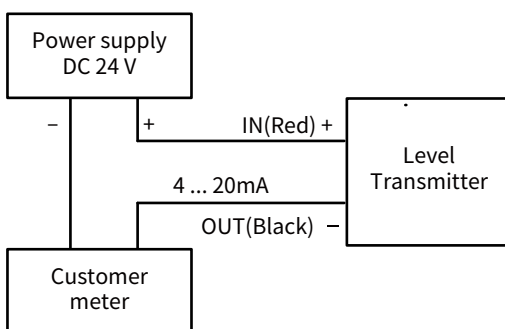 Power supply
DC 24 V
− + IN(Red) +
Level
Transmitter
4 ... 20mA
OUT(Black) −
Customer
meter